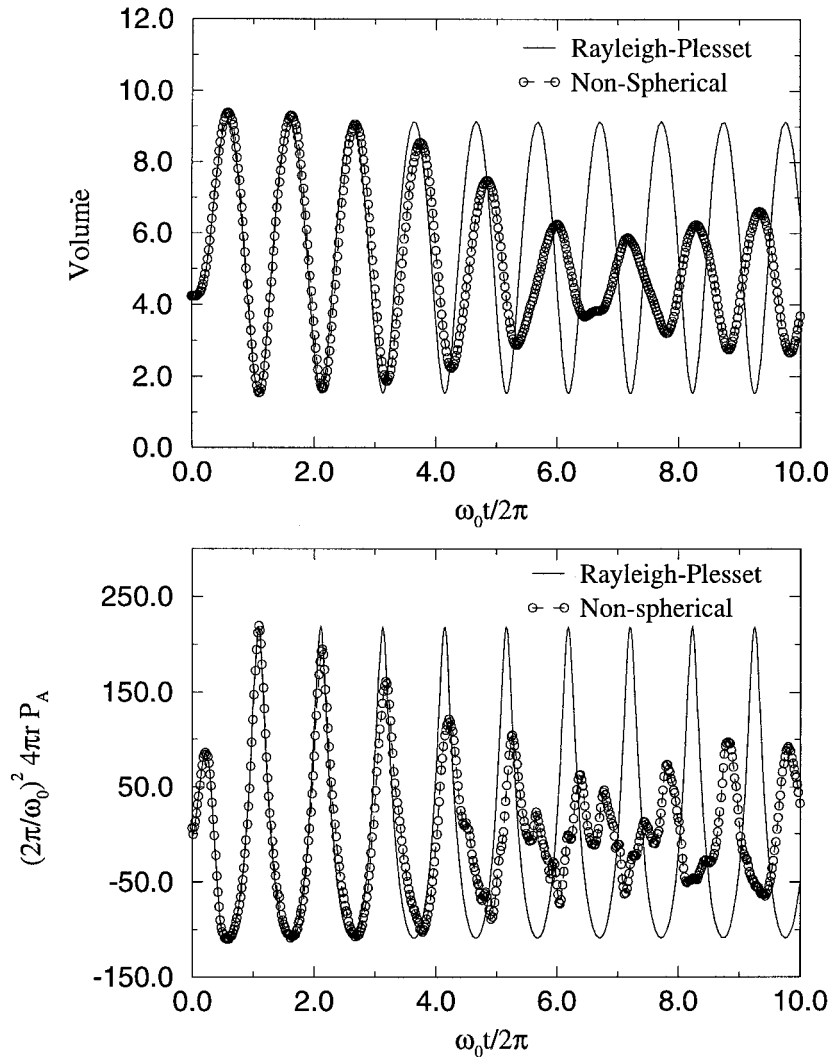 12.0
10.0
8.0
6.0
4.0
2.0
0.0
Volume
Rayleigh-Plesset
Non-Spherical
0.0 2.0 4.0 6.0 8.0 10.0
ω₀t/2π
250.0
150.0
50.0
-50.0
-150.0
(2π/ω₀)² 4πr P_A
Rayleigh-Plesset
Non-spherical
0.0 2.0 4.0 6.0 8.0 10.0
ω₀t/2π